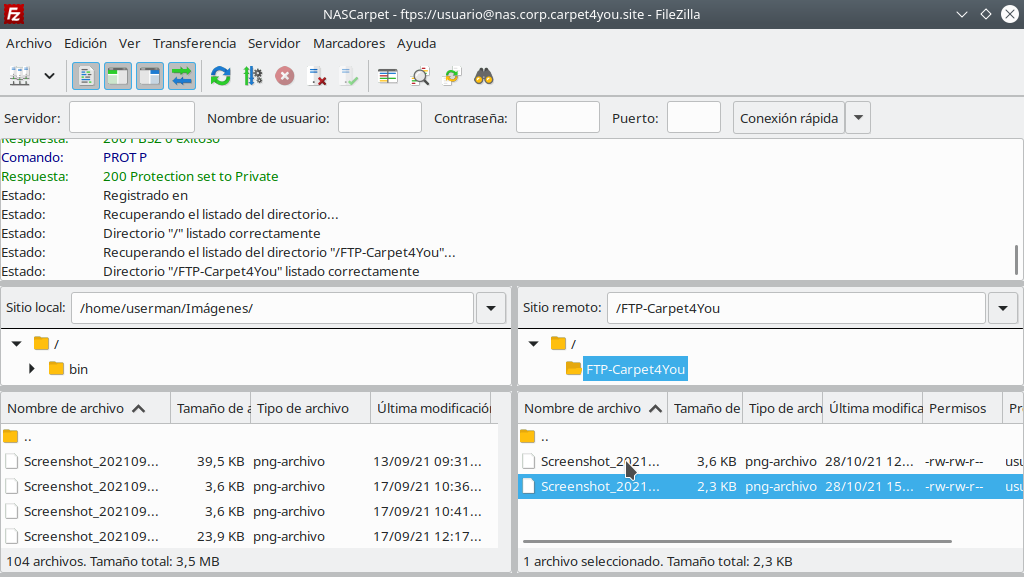 NASCarpet - ftps://usuario@nas.corp.carpet4you.site - FileZilla
Archivo Edición Ver Transferencia Servidor Marcadores Ayuda
Servidor: Nombre de usuario: Contraseña: Puerto: Conexión rápida
Respuesta: 200 PBSZ 0 exitoso
Comando: PROT P
Respuesta: 200 Protection set to Private
Estado: Registrado en
Estado: Recuperando el listado del directorio...
Estado: Directorio "/" listado correctamente
Estado: Recuperando el listado del directorio "/FTP-Carpet4You"...
Estado: Directorio "/FTP-Carpet4You" listado correctamente
Sitio local: /home/userman/Imágenes/
/
bin
Nombre de archivo Tamaño de a Tipo de archivo Última modificació
..
Screenshot_202109... 39,5 KB png-archivo 13/09/21 09:31...
Screenshot_202109... 3,6 KB png-archivo 17/09/21 10:36...
Screenshot_202109... 3,6 KB png-archivo 17/09/21 10:41...
Screenshot_202109... 23,9 KB png-archivo 17/09/21 12:17...
104 archivos. Tamaño total: 3,5 MB
Sitio remoto: /FTP-Carpet4You
/
FTP-Carpet4You
Nombre de archivo Tamaño de Tipo de arch Última modifica Permisos Pr
..
Screenshot_2021... 3,6 KB png-archivo 28/10/21 12... -rw-rw-r-- usu
Screenshot_2021... 2,3 KB png-archivo 28/10/21 15... -rw-rw-r-- usu
1 archivo seleccionado. Tamaño total: 2,3 KB